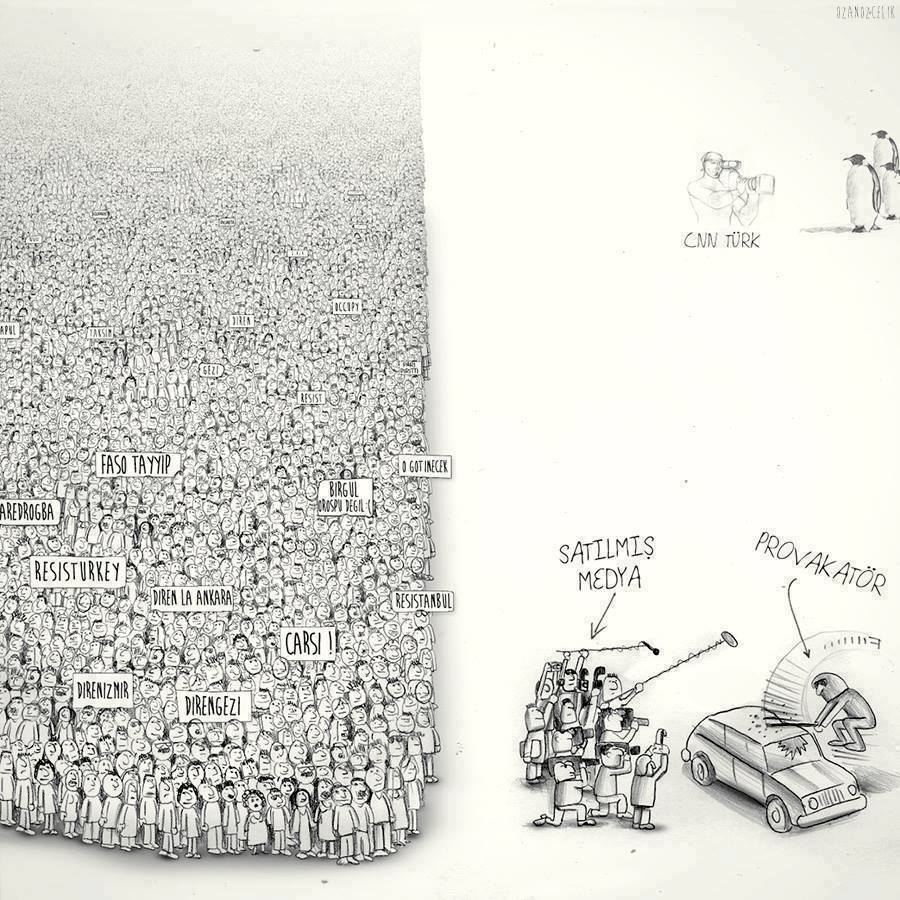 OZANOZCELIK
CNN TÜRK
OCCUPY
DIREN
TAKSIM
GEZI
RESIST
FASO TAYYIP
O GOTINECEK
BIRGUL
OROSPU DEGIL :(
AREDROGBA
RESISTURKEY
DIREN LA ANKARA
RESISTANBUL
CARSI !
DIRENIZMIR
DIRENGEZI
SATILMIŞ
MEDYA
PROVAKATÖR